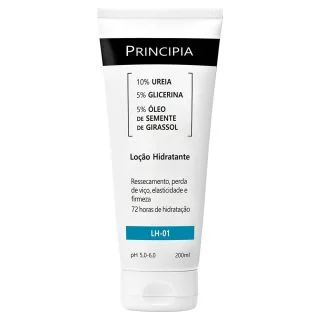 PRINCIPIA
10% UREIA
5% GLICERINA
5% ÓLEO
DE SEMENTE
DE GIRASSOL
Loção Hidratante
Ressecamento, perda
de viço, elasticidade e
firmeza
72 horas de hidratação
LH-01
pH 5.0-6.0 200ml